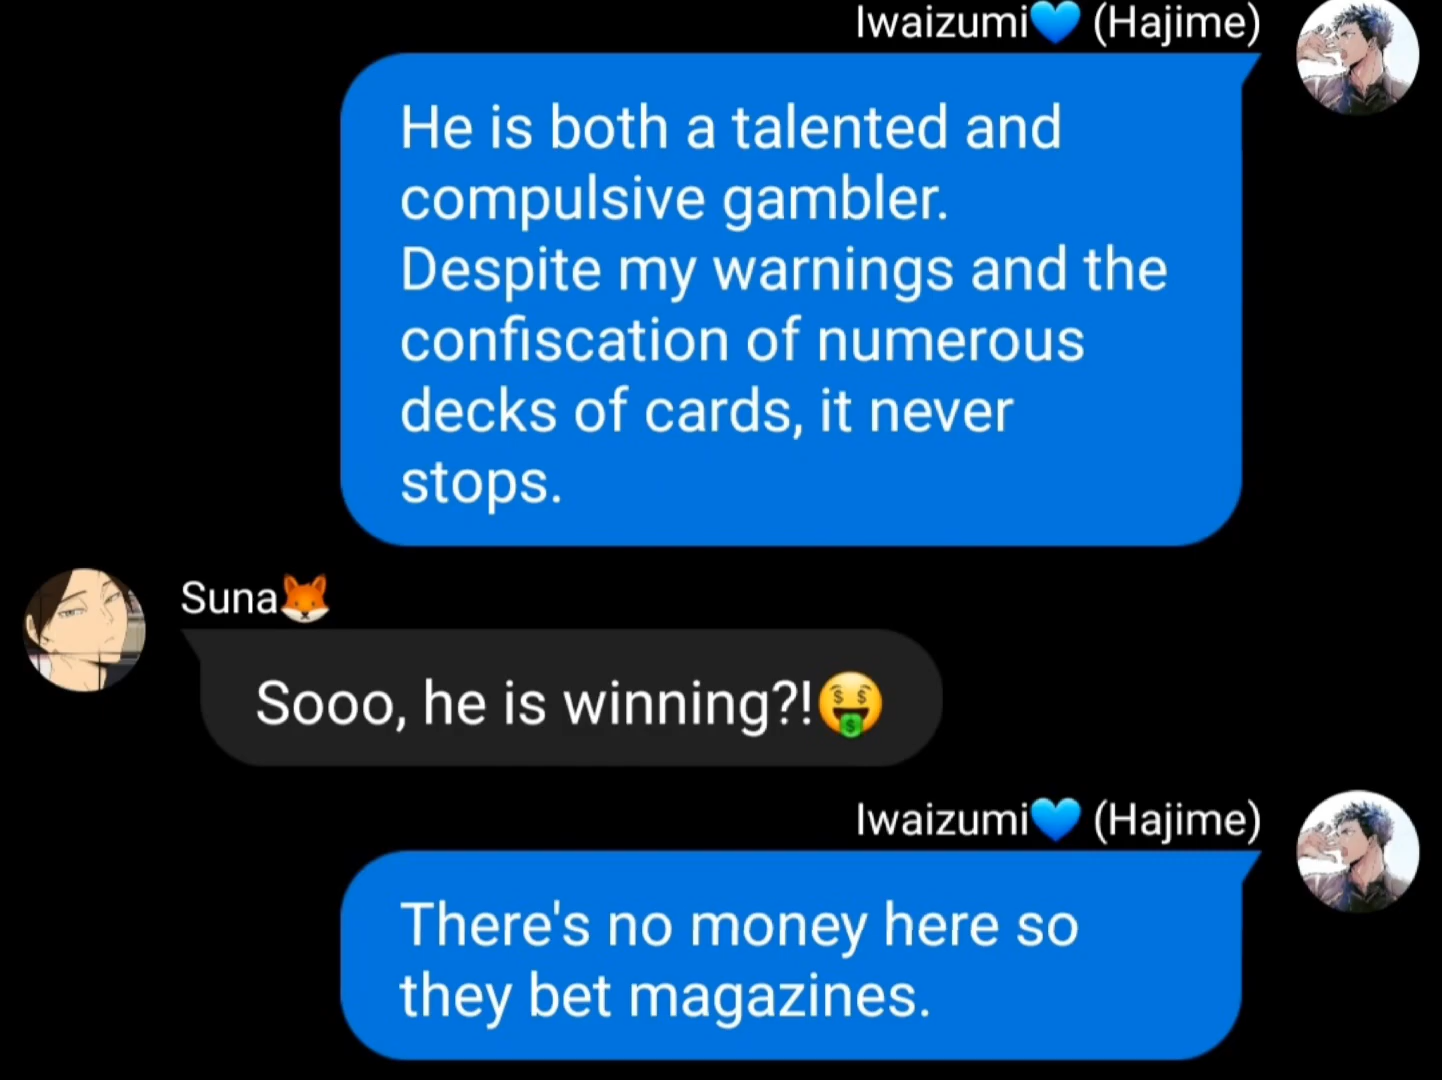 Iwaizumi💙 (Hajime)
He is both a talented and
compulsive gambler.
Despite my warnings and the
confiscation of numerous
decks of cards, it never
stops.
Suna🦊
Sooo, he is winning?!🤑
Iwaizumi💙 (Hajime)
There's no money here so
they bet magazines.